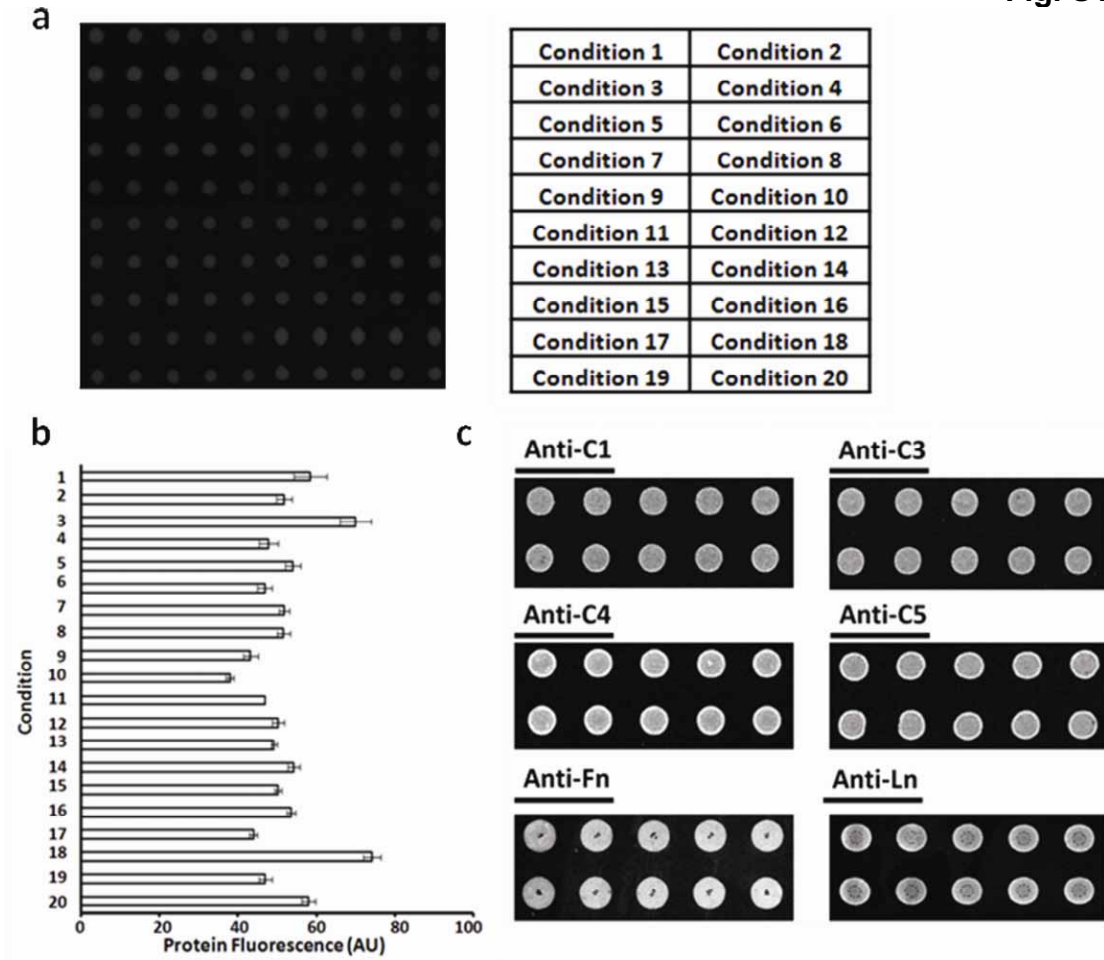 a
Condition 1 Condition 2
Condition 3 Condition 4
Condition 5 Condition 6
Condition 7 Condition 8
Condition 9 Condition 10
Condition 11 Condition 12
Condition 13 Condition 14
Condition 15 Condition 16
Condition 17 Condition 18
Condition 19 Condition 20
b
Condition
1
2
3
4
5
6
7
8
9
10
11
12
13
14
15
16
17
18
19
20
0 20 40 60 80 100
Protein Fluorescence (AU)
c
Anti-C1 Anti-C3
Anti-C4 Anti-C5
Anti-Fn Anti-Ln